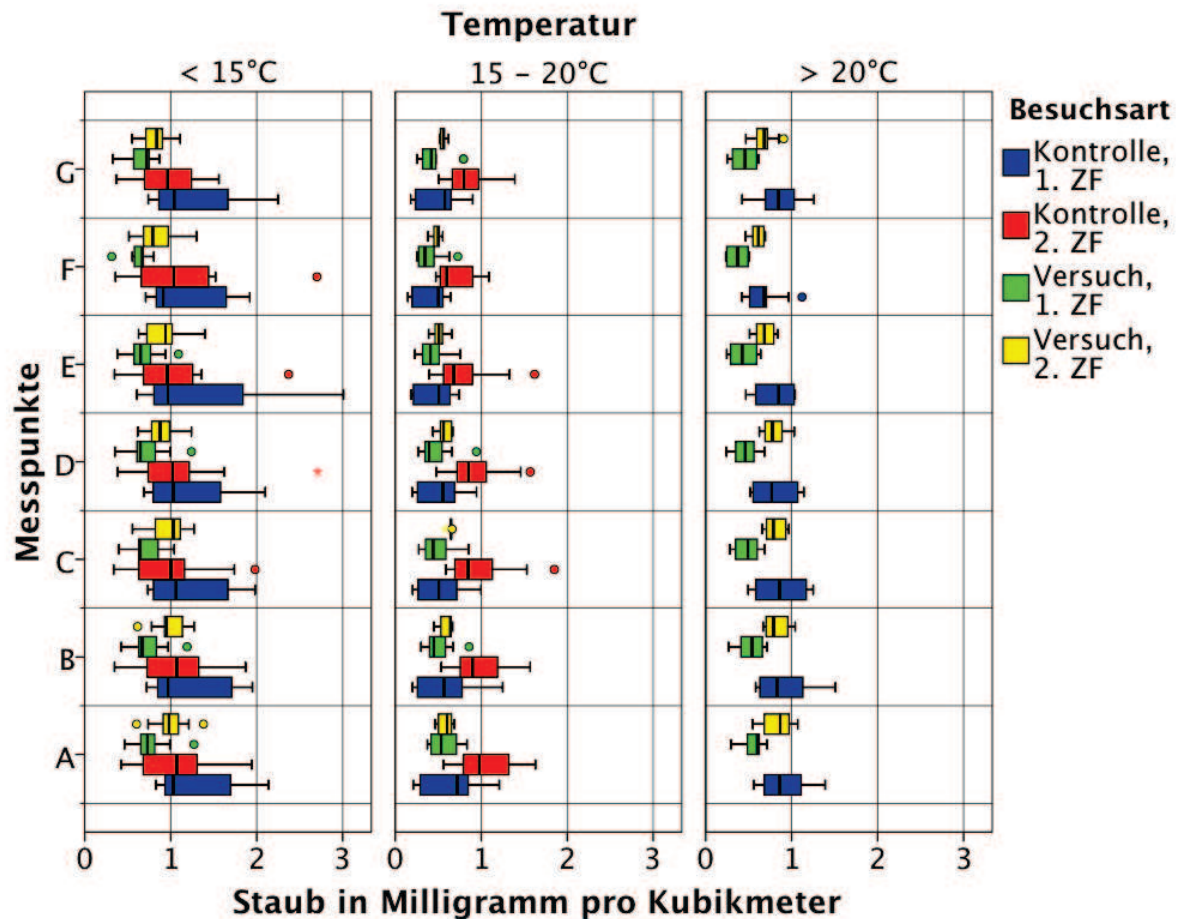 Temperatur
< 15°C
15 – 20°C
> 20°C
Besuchsart
Kontrolle,
1. ZF
Kontrolle,
2. ZF
Versuch,
1. ZF
Versuch,
2. ZF
Messpunkte
G
F
E
D
C
B
A
0 1 2 3 0 1 2 3 0 1 2 3
Staub in Milligramm pro Kubikmeter